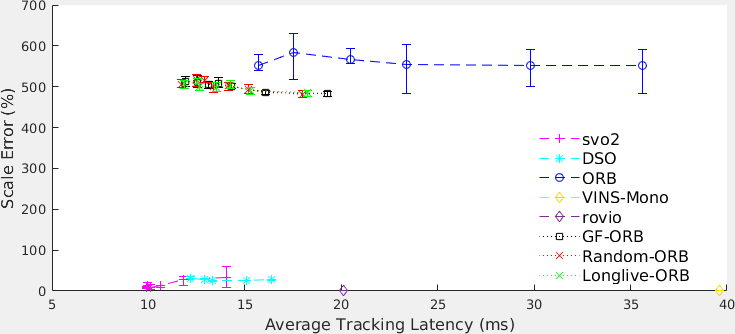 700
600
500
400
300
200
100
0
Scale Error (%)
5
10
15
20
25
30
35
40
Average Tracking Latency (ms)
svo2
DSO
ORB
VINS-Mono
rovio
GF-ORB
Random-ORB
Longlive-ORB